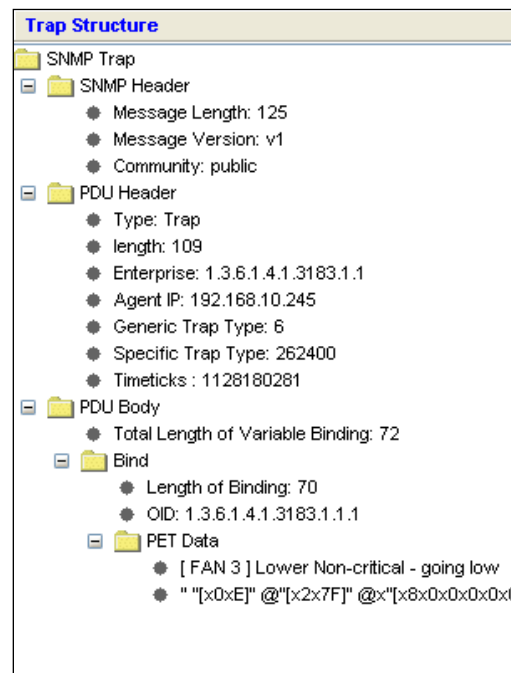 Trap Structure
SNMP Trap
SNMP Header
Message Length: 125
Message Version: v1
Community: public
PDU Header
Type: Trap
length: 109
Enterprise: 1.3.6.1.4.1.3183.1.1
Agent IP: 192.168.10.245
Generic Trap Type: 6
Specific Trap Type: 262400
Timeticks : 1128180281
PDU Body
Total Length of Variable Binding: 72
Bind
Length of Binding: 70
OID: 1.3.6.1.4.1.3183.1.1.1
PET Data
[ FAN 3 ] Lower Non-critical - going low
" "[x0xE]" @"[x2x7F]" @x"[x8x0x0x0x0x0